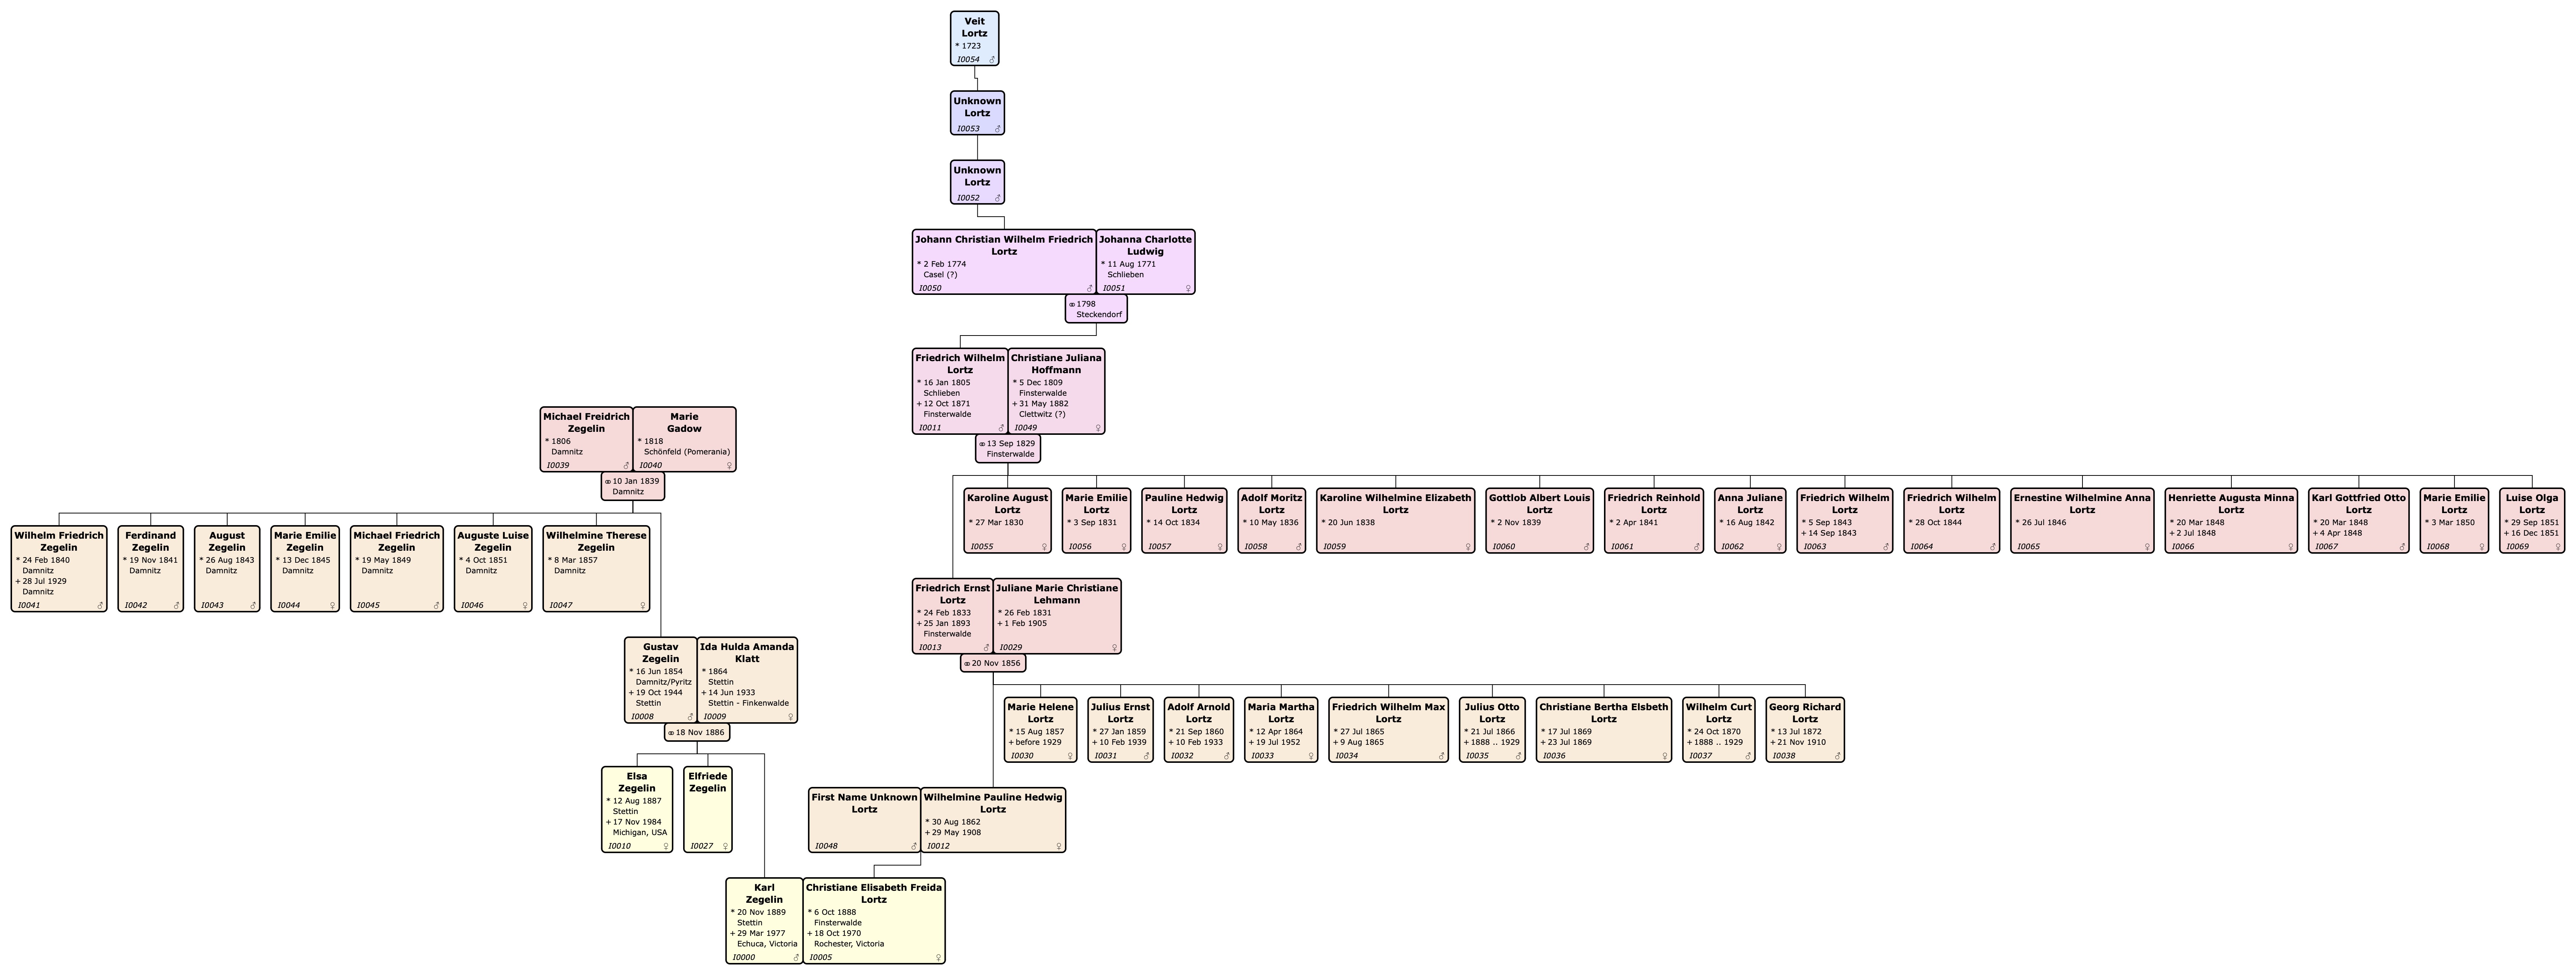 Veit
Lortz
* 1723
I0054 ♂
Unknown
Lortz
I0053 ♂
Unknown
Lortz
I0052 ♂
Johann Christian Wilhelm Friedrich
Lortz
* 2 Feb 1774
Casel (?)
I0050 ♂
Johanna Charlotte
Ludwig
* 11 Aug 1771
Schlieben
I0051 ♀
⚭ 1798
Steckendorf
Friedrich Wilhelm
Lortz
* 16 Jan 1805
Schlieben
+ 12 Oct 1871
Finsterwalde
I0011 ♂
Christiane Juliana
Hoffmann
* 5 Dec 1809
Finsterwalde
+ 31 May 1882
Clettwitz (?)
I0049 ♀
⚭ 13 Sep 1829
Finsterwalde
Michael Freidrich
Zegelin
* 1806
Damnitz
I0039 ♂
Marie
Gadow
* 1818
Schönfeld (Pomerania)
I0040 ♀
⚭ 10 Jan 1839
Damnitz
Karoline August
Lortz
* 27 Mar 1830
I0055 ♀
Marie Emilie
Lortz
* 3 Sep 1831
I0056 ♀
Pauline Hedwig
Lortz
* 14 Oct 1834
I0057 ♀
Adolf Moritz
Lortz
* 10 May 1836
I0058 ♂
Karoline Wilhelmine Elizabeth
Lortz
* 20 Jun 1838
I0059 ♀
Gottlob Albert Louis
Lortz
* 2 Nov 1839
I0060 ♂
Friedrich Reinhold
Lortz
* 2 Apr 1841
I0061 ♂
Anna Juliane
Lortz
* 16 Aug 1842
I0062 ♀
Friedrich Wilhelm
Lortz
* 5 Sep 1843
+ 14 Sep 1843
I0063 ♂
Friedrich Wilhelm
Lortz
* 28 Oct 1844
I0064 ♂
Ernestine Wilhelmine Anna
Lortz
* 26 Jul 1846
I0065 ♀
Henriette Augusta Minna
Lortz
* 20 Mar 1848
+ 2 Jul 1848
I0066 ♀
Karl Gottfried Otto
Lortz
* 20 Mar 1848
+ 4 Apr 1848
I0067 ♂
Marie Emilie
Lortz
* 3 Mar 1850
I0068 ♀
Luise Olga
Lortz
* 29 Sep 1851
+ 16 Dec 1851
I0069 ♀
Wilhelm Friedrich
Zegelin
* 24 Feb 1840
Damnitz
+ 28 Jul 1929
Damnitz
I0041 ♂
Ferdinand
Zegelin
* 19 Nov 1841
Damnitz
I0042 ♂
August
Zegelin
* 26 Aug 1843
Damnitz
I0043 ♂
Marie Emilie
Zegelin
* 13 Dec 1845
Damnitz
I0044 ♀
Michael Friedrich
Zegelin
* 19 May 1849
Damnitz
I0045 ♂
Auguste Luise
Zegelin
* 4 Oct 1851
Damnitz
I0046 ♀
Wilhelmine Therese
Zegelin
* 8 Mar 1857
Damnitz
I0047 ♀
Friedrich Ernst
Lortz
* 24 Feb 1833
+ 25 Jan 1893
Finsterwalde
I0013 ♂
Juliane Marie Christiane
Lehmann
* 26 Feb 1831
+ 1 Feb 1905
I0029 ♀
⚭ 20 Nov 1856
Gustav
Zegelin
* 16 Jun 1854
Damnitz/Pyritz
+ 19 Oct 1944
Stettin
I0008 ♂
Ida Hulda Amanda
Klatt
* 1864
Stettin
+ 14 Jun 1933
Stettin - Finkenwalde
I0009 ♀
⚭ 18 Nov 1886
Marie Helene
Lortz
* 15 Aug 1857
+ before 1929
I0030 ♀
Julius Ernst
Lortz
* 27 Jan 1859
+ 10 Feb 1939
I0031 ♂
Adolf Arnold
Lortz
* 21 Sep 1860
+ 10 Feb 1933
I0032 ♂
Maria Martha
Lortz
* 12 Apr 1864
+ 19 Jul 1952
I0033 ♀
Friedrich Wilhelm Max
Lortz
* 27 Jul 1865
+ 9 Aug 1865
I0034 ♂
Julius Otto
Lortz
* 21 Jul 1866
+ 1888 .. 1929
I0035 ♂
Christiane Bertha Elsbeth
Lortz
* 17 Jul 1869
+ 23 Jul 1869
I0036 ♀
Wilhelm Curt
Lortz
* 24 Oct 1870
+ 1888 .. 1929
I0037 ♂
Georg Richard
Lortz
* 13 Jul 1872
+ 21 Nov 1910
I0038 ♂
Elsa
Zegelin
* 12 Aug 1887
Stettin
+ 17 Nov 1984
Michigan, USA
I0010 ♀
Elfriede
Zegelin
I0027 ♀
First Name Unknown
Lortz
I0048 ♂
Wilhelmine Pauline Hedwig
Lortz
* 30 Aug 1862
+ 29 May 1908
I0012 ♀
Karl
Zegelin
* 20 Nov 1889
Stettin
+ 29 Mar 1977
Echuca, Victoria
I0000 ♂
Christiane Elisabeth Freida
Lortz
* 6 Oct 1888
Finsterwalde
+ 18 Oct 1970
Rochester, Victoria
I0005 ♀